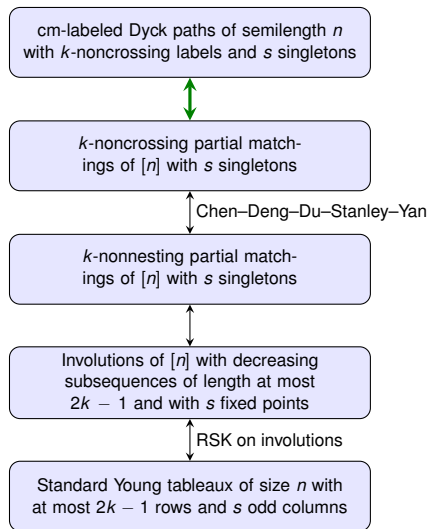 cm-labeled Dyck paths of semilength n
with k-noncrossing labels and s singletons
k-noncrossing partial match-
ings of [n] with s singletons
Chen–Deng–Du–Stanley–Yan
k-nonnesting partial match-
ings of [n] with s singletons
Involutions of [n] with decreasing
subsequences of length at most
2k − 1 and with s fixed points
RSK on involutions
Standard Young tableaux of size n with
at most 2k − 1 rows and s odd columns